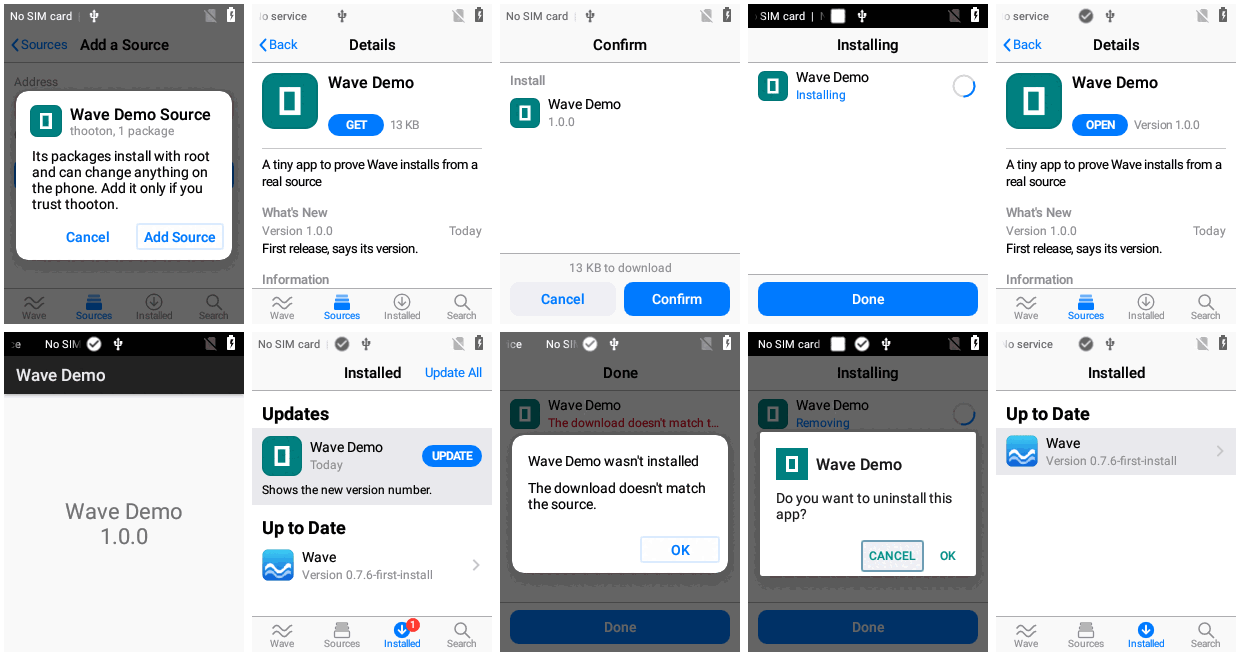 No SIM card
Sources
Add a Source
Address
Wave Demo Source
thooton, 1 package
Its packages install with root
and can change anything on
the phone. Add it only if you
trust thooton.
Cancel
Add Source
Wave
Sources
Installed
Search
No service
Back
Details
Wave Demo
GET
13 KB
A tiny app to prove Wave installs from a
real source
What's New
Version 1.0.0
Today
First release, says its version.
Information
Wave
Sources
Installed
Search
No SIM card
Confirm
Install
Wave Demo
1.0.0
13 KB to download
Cancel
Confirm
SIM card
Installing
Wave Demo
Installing
Done
o service
Back
Details
Wave Demo
OPEN
Version 1.0.0
A tiny app to prove Wave installs from a
real source
What's New
Version 1.0.0
Today
First release, says its version.
Information
Wave
Sources
Installed
Search
ce
No SIM card
Wave Demo
Wave Demo
1.0.0
No SIM card
Installed
Update All
Updates
Wave Demo
Today
UPDATE
Shows the new version number.
Up to Date
Wave
Version 0.7.6-first-install
1
Wave
Sources
Installed
Search
ice
No SIM
Done
Wave Demo
The download doesn't match t...
Wave Demo wasn't installed
The download doesn't match
the source.
OK
Done
No SIM card
Installing
Wave Demo
Removing
Wave Demo
Do you want to uninstall this
app?
CANCEL
OK
Done
No service
Installed
Up to Date
Wave
Version 0.7.6-first-install
Wave
Sources
Installed
Search